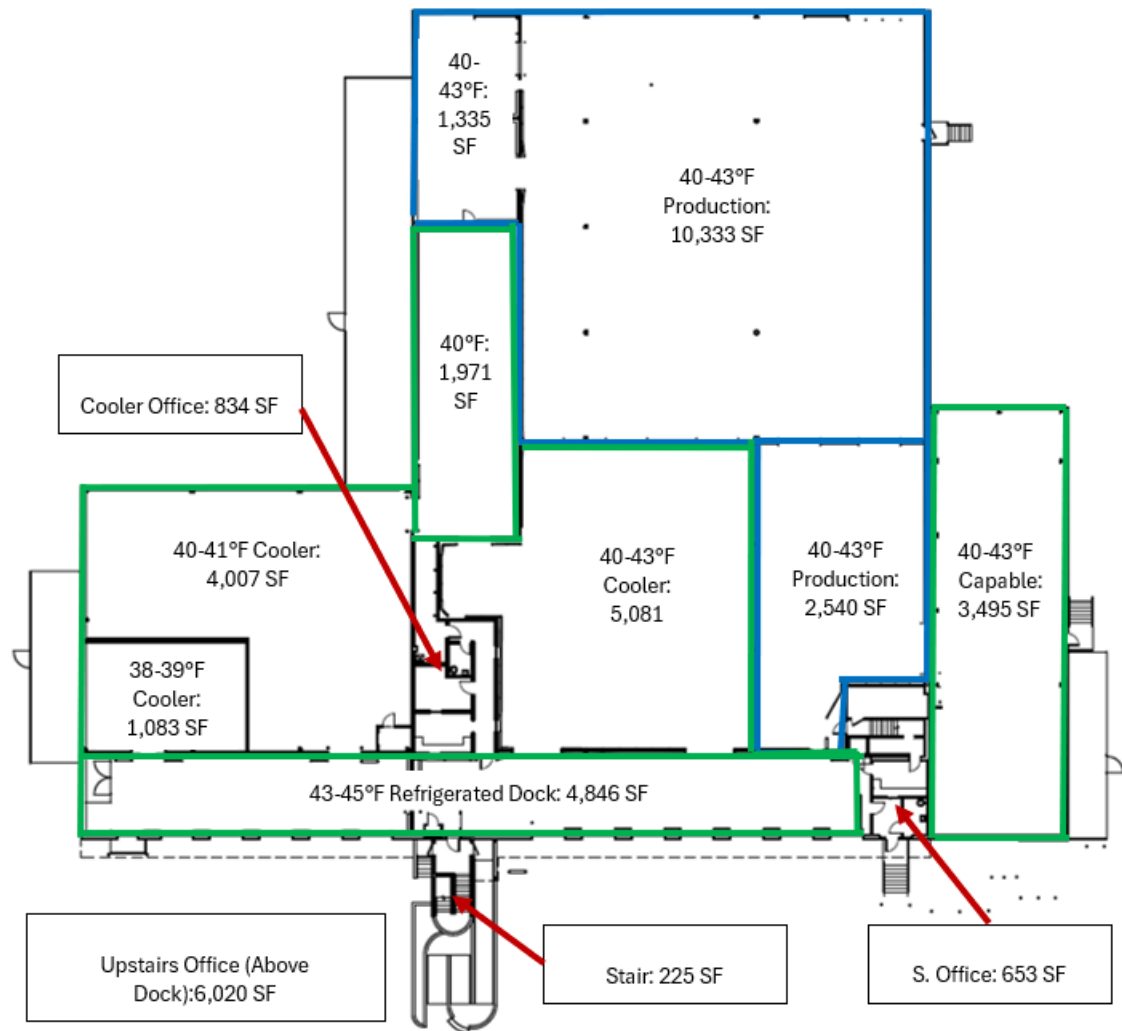 40-
43°F:
1,335
SF
40-43°F
Production:
10,333 SF
40°F:
1,971
SF
Cooler Office: 834 SF
40-41°F Cooler:
4,007 SF
40-43°F
Cooler:
5,081
40-43°F
Production:
2,540 SF
40-43°F
Capable:
3,495 SF
38-39°F
Cooler:
1,083 SF
43-45°F Refrigerated Dock: 4,846 SF
Upstairs Office (Above
Dock):6,020 SF
Stair: 225 SF
S. Office: 653 SF